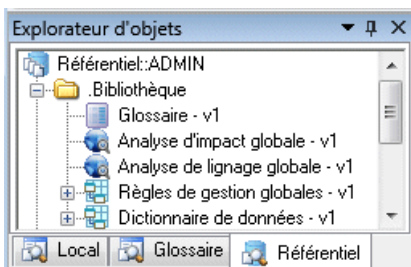 Explorateur d'objets
Référentiel::ADMIN
.Bibliothèque
Glossaire - v1
Analyse d'impact globale - v1
Analyse de lignage globale - v1
Règles de gestion globales - v1
Dictionnaire de données - v1
Local Glossaire Référentiel